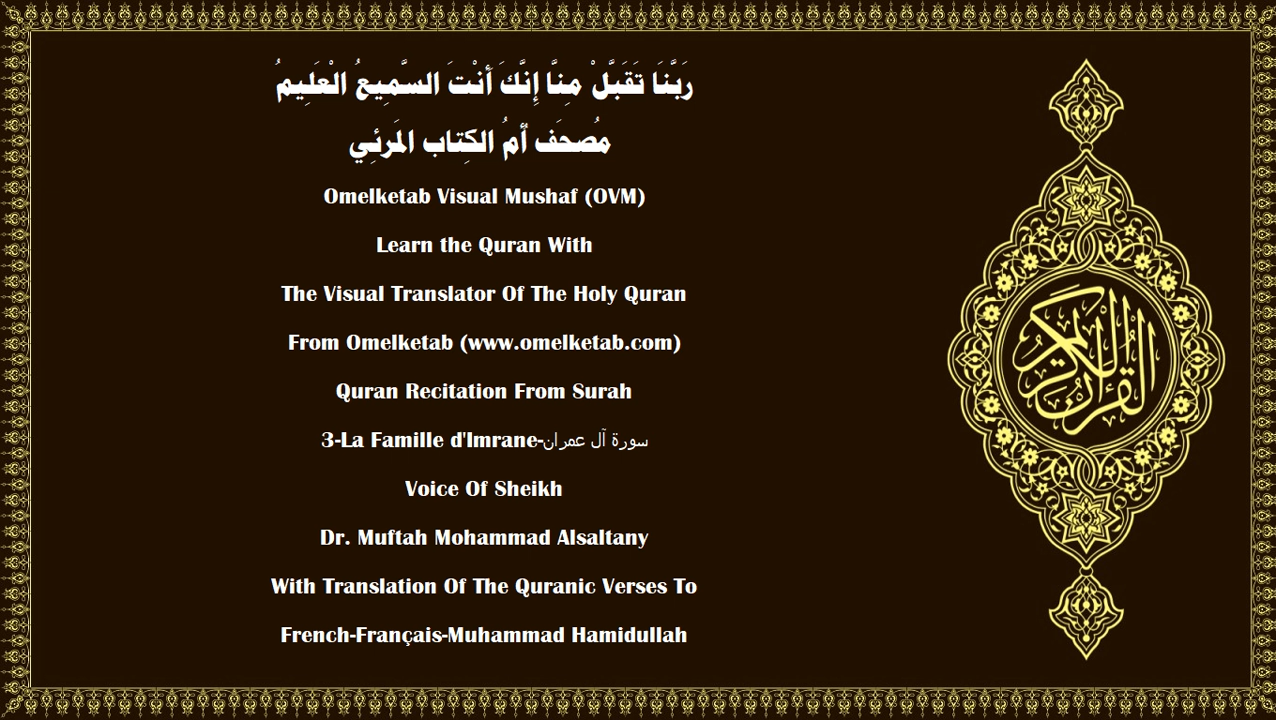 رَبَّنَا تَقَبَّلْ مِنَّا إِنَّكَ أَنْتَ السَّمِيعُ الْعَلِيمُ
مُصحَف أمُ الكِتاب المَرئِي
Omelketab Visual Mushaf (OVM)
Learn the Quran With
The Visual Translator Of The Holy Quran
From Omelketab (www.omelketab.com)
Quran Recitation From Surah
3-La Famille d'Imrane-سورة آل عمران
Voice Of Sheikh
Dr. Muftah Mohammad Alsaltany
With Translation Of The Quranic Verses To
French-Français-Muhammad Hamidullah
القرآن الكريم